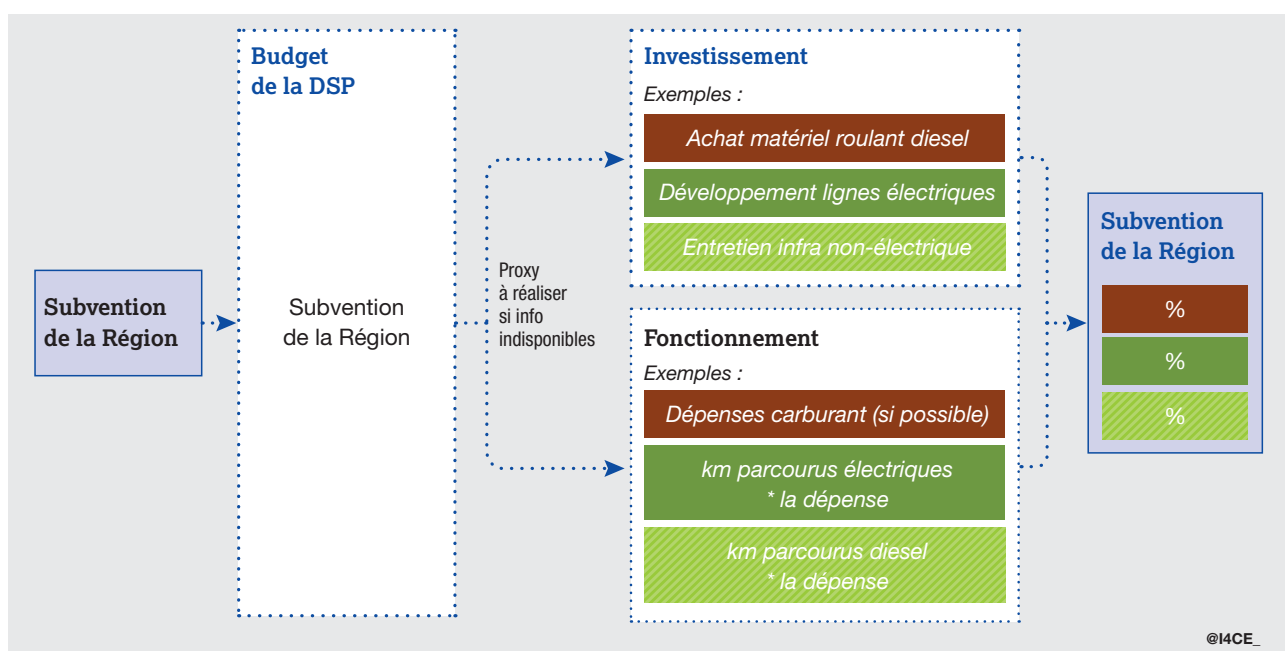 Subvention
de la Région
Budget
de la DSP
Subvention
de la Région
Proxy
à réaliser
si info
indisponibles
Investissement
Exemples :
Achat matériel roulant diesel
Développement lignes électriques
Entretien infra non-électrique
Fonctionnement
Exemples :
Dépenses carburant (si possible)
km parcourus électriques
* la dépense
km parcourus diesel
* la dépense
Subvention
de la Région
%
%
%
@I4CE_